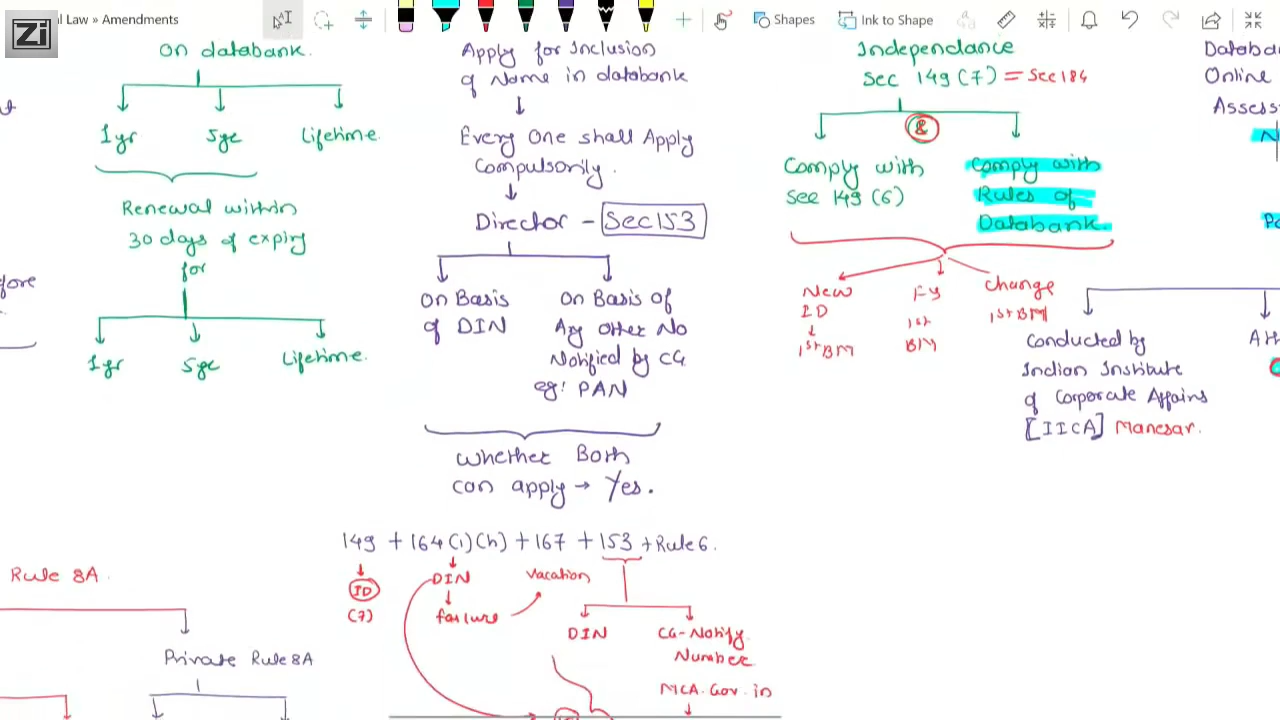 Zi
al Law » Amendments
Shapes
Ink to Shape
On databank.
1yr
5ye
Lifetime.
Renewal within
30 days of expiry
for
1yr
5ye
Lifetime.
Apply for Inclusion
of Name in databank
Every One shall Apply
Compulsorily.
Director - Sec153
On Basis
of DIN
On Basis Of
Any other No
Notified by CG
eg: PAN
Whether Both
can apply → Yes.
Independance
Sec 149(7) = Sec184
&
Comply with
See 149(6)
Comply with
Rules of
Databank.
New
ID
1st BM
FY
1st
BM
Change
1st BM
Databa
Online
Assess
N
Conducted by
Indian Institute
of Corporate Affairs
[IICA] Manesar.
149 + 164(1)(h) + 167 + 153 + Rule 6.
ID
(7)
DIN
failure
Vacation
DIN
CG-Notify
Number
MCA.Gov.in
Rule 8A.
Private Rule 8A